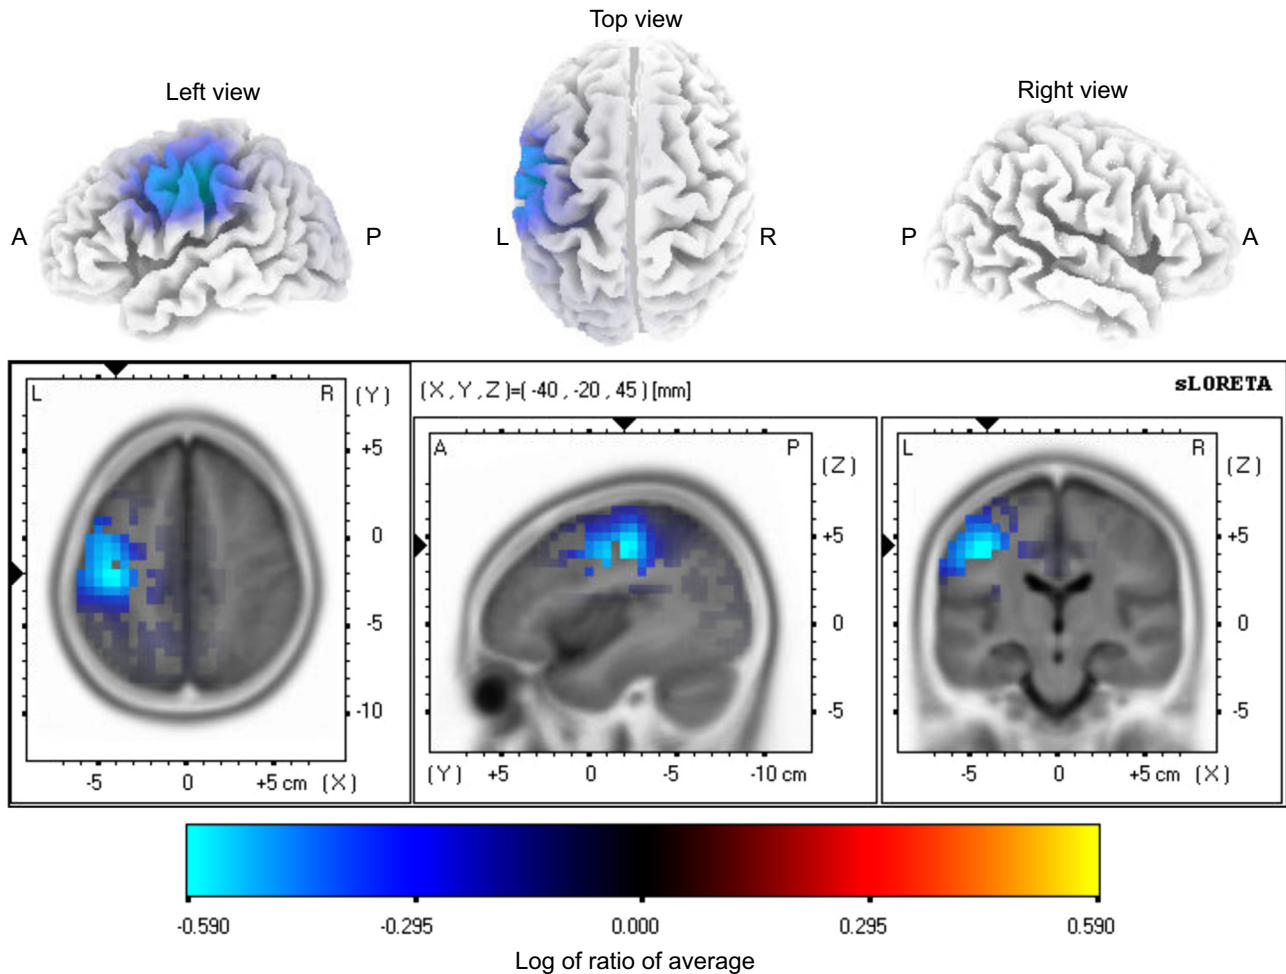 Top view
Left view
Right view
A
P
L
R
P
A
L
R
(Y)
+5
0
-5
-10
-5
0
+5 cm
(X)
(X,Y,Z)=(-40,-20,45) [mm]
sLORETA
A
P
(Z)
+5
0
-5
(Y)
+5
0
-5
-10 cm
L
R
(Z)
+5
0
-5
-5
0
+5 cm
(X)
-0.590
-0.295
0.000
0.295
0.590
Log of ratio of average